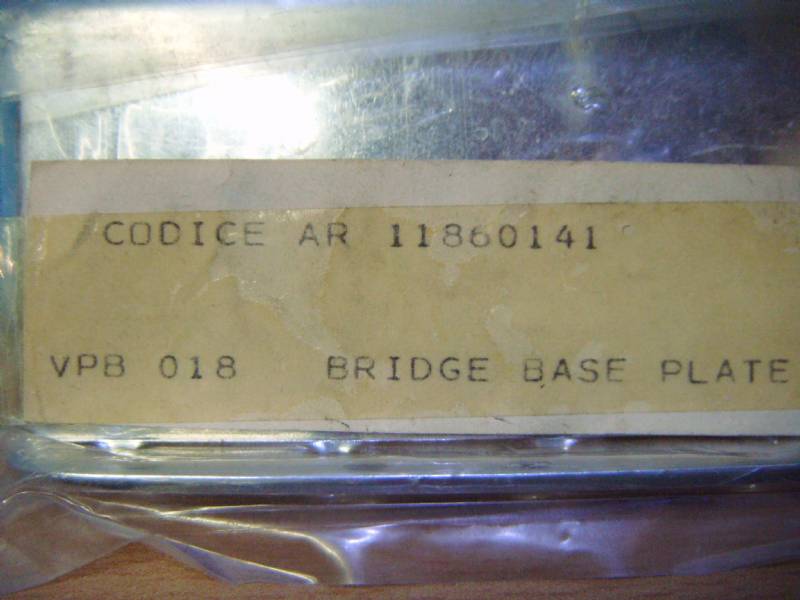 CODICE AR 11860141
VPB 018 BRIDGE BASE PLATE